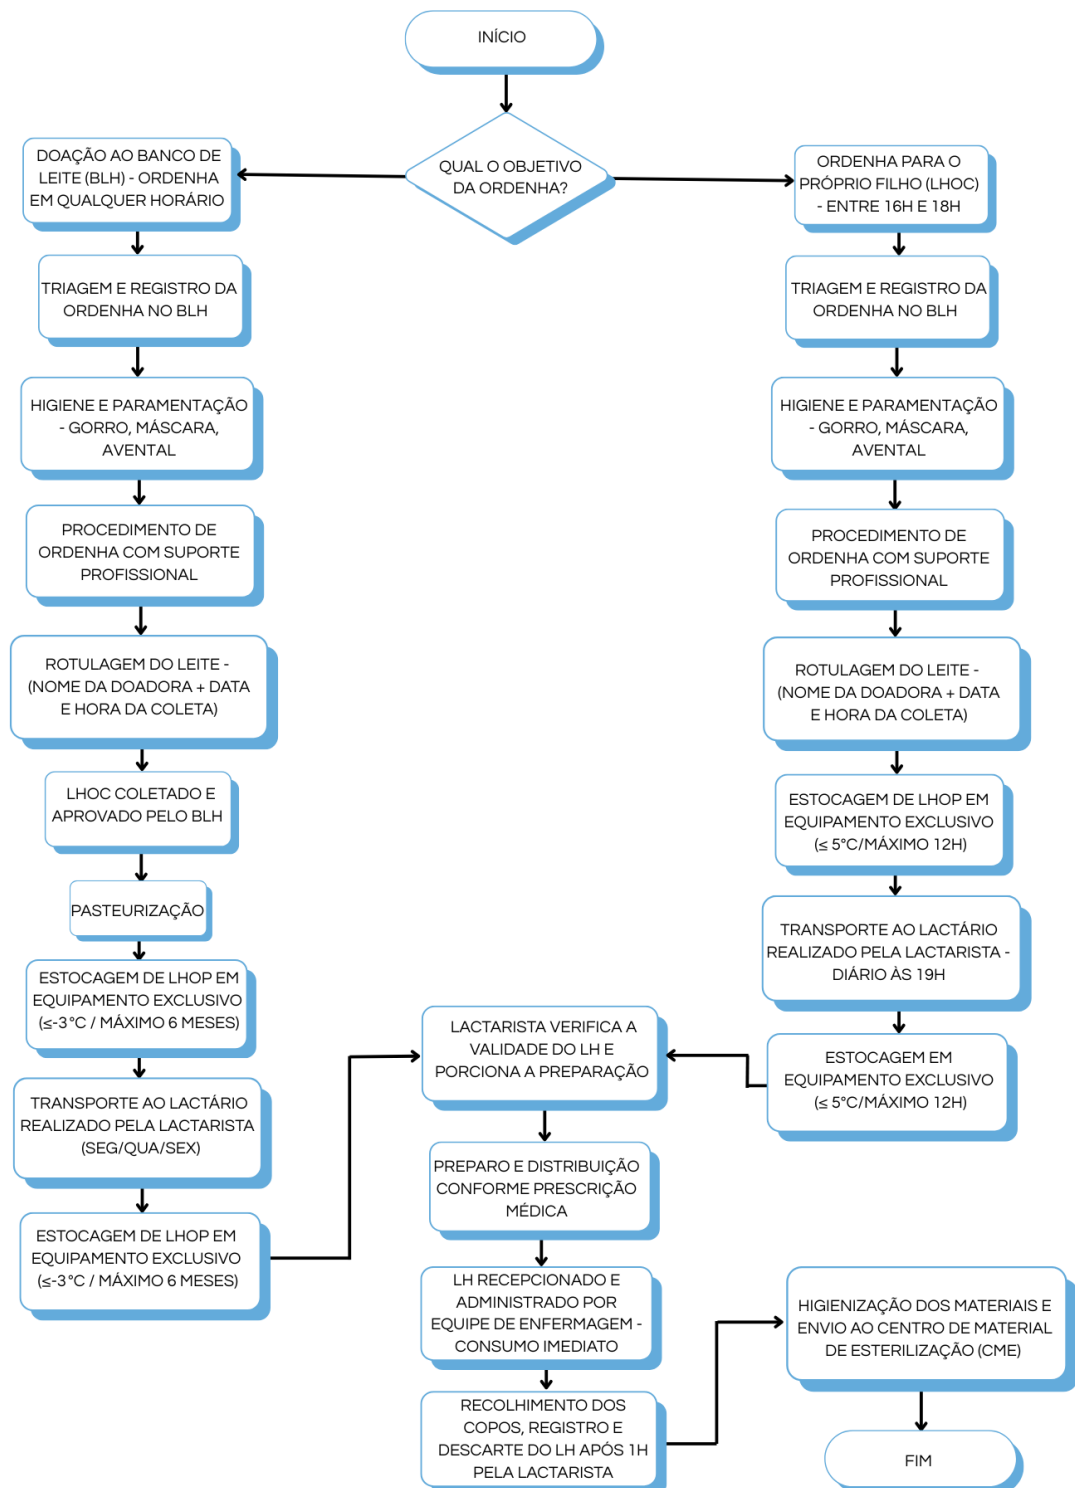 INÍCIO
QUAL O OBJETIVO
DA ORDENHA?
DOAÇÃO AO BANCO DE
LEITE (BLH) - ORDENHA
EM QUALQUER HORÁRIO
TRIAGEM E REGISTRO DA
ORDENHA NO BLH
HIGIENE E PARAMENTAÇÃO
- GORRO, MÁSCARA,
AVENTAL
PROCEDIMENTO DE
ORDENHA COM SUPORTE
PROFISSIONAL
ROTULAGEM DO LEITE -
(NOME DA DOADORA + DATA
E HORA DA COLETA)
LHOC COLETADO E
APROVADO PELO BLH
PASTEURIZAÇÃO
ESTOCAGEM DE LHOP EM
EQUIPAMENTO EXCLUSIVO
(≤-3°C / MÁXIMO 6 MESES)
TRANSPORTE AO LACTÁRIO
REALIZADO PELA LACTARISTA
(SEG/QUA/SEX)
ESTOCAGEM DE LHOP EM
EQUIPAMENTO EXCLUSIVO
(≤-3°C / MÁXIMO 6 MESES)
ORDENHA PARA O
PRÓPRIO FILHO (LHOC)
- ENTRE 16H E 18H
TRIAGEM E REGISTRO DA
ORDENHA NO BLH
HIGIENE E PARAMENTAÇÃO
- GORRO, MÁSCARA,
AVENTAL
PROCEDIMENTO DE
ORDENHA COM SUPORTE
PROFISSIONAL
ROTULAGEM DO LEITE -
(NOME DA DOADORA + DATA
E HORA DA COLETA)
ESTOCAGEM DE LHOP EM
EQUIPAMENTO EXCLUSIVO
(≤ 5°C/MÁXIMO 12H)
TRANSPORTE AO LACTÁRIO
REALIZADO PELA LACTARISTA -
DIÁRIO ÀS 19H
ESTOCAGEM EM
EQUIPAMENTO EXCLUSIVO
(≤ 5°C/MÁXIMO 12H)
LACTARISTA VERIFICA A
VALIDADE DO LH E
PORCIONA A PREPARAÇÃO
PREPARO E DISTRIBUIÇÃO
CONFORME PRESCRIÇÃO
MÉDICA
LH RECEPCIONADO E
ADMINISTRADO POR
EQUIPE DE ENFERMAGEM -
CONSUMO IMEDIATO
RECOLHIMENTO DOS
COPOS, REGISTRO E
DESCARTE DO LH APÓS 1H
PELA LACTARISTA
HIGIENIZAÇÃO DOS MATERIAIS E
ENVIO AO CENTRO DE MATERIAL
DE ESTERILIZAÇÃO (CME)
FIM